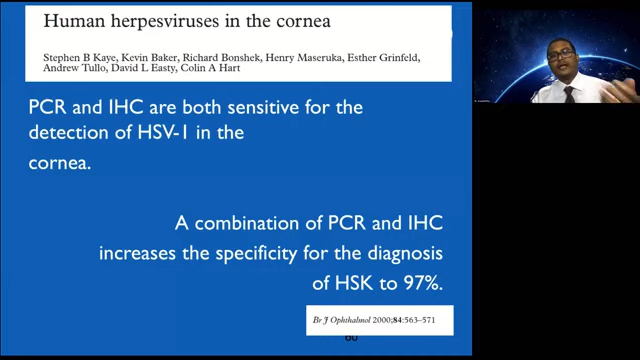 Human herpesviruses in the cornea
Stephen B Kaye, Kevin Baker, Richard Bonshek, Henry Maseruka, Esther Grinfeld,
Andrew Tullo, David L Easty, Colin A Hart
PCR and IHC are both sensitive for the
detection of HSV-1 in the
cornea.
A combination of PCR and IHC
increases the specificity for the diagnosis
of HSK to 97%.
Br J Ophthalmol 2000;84:563–571
60